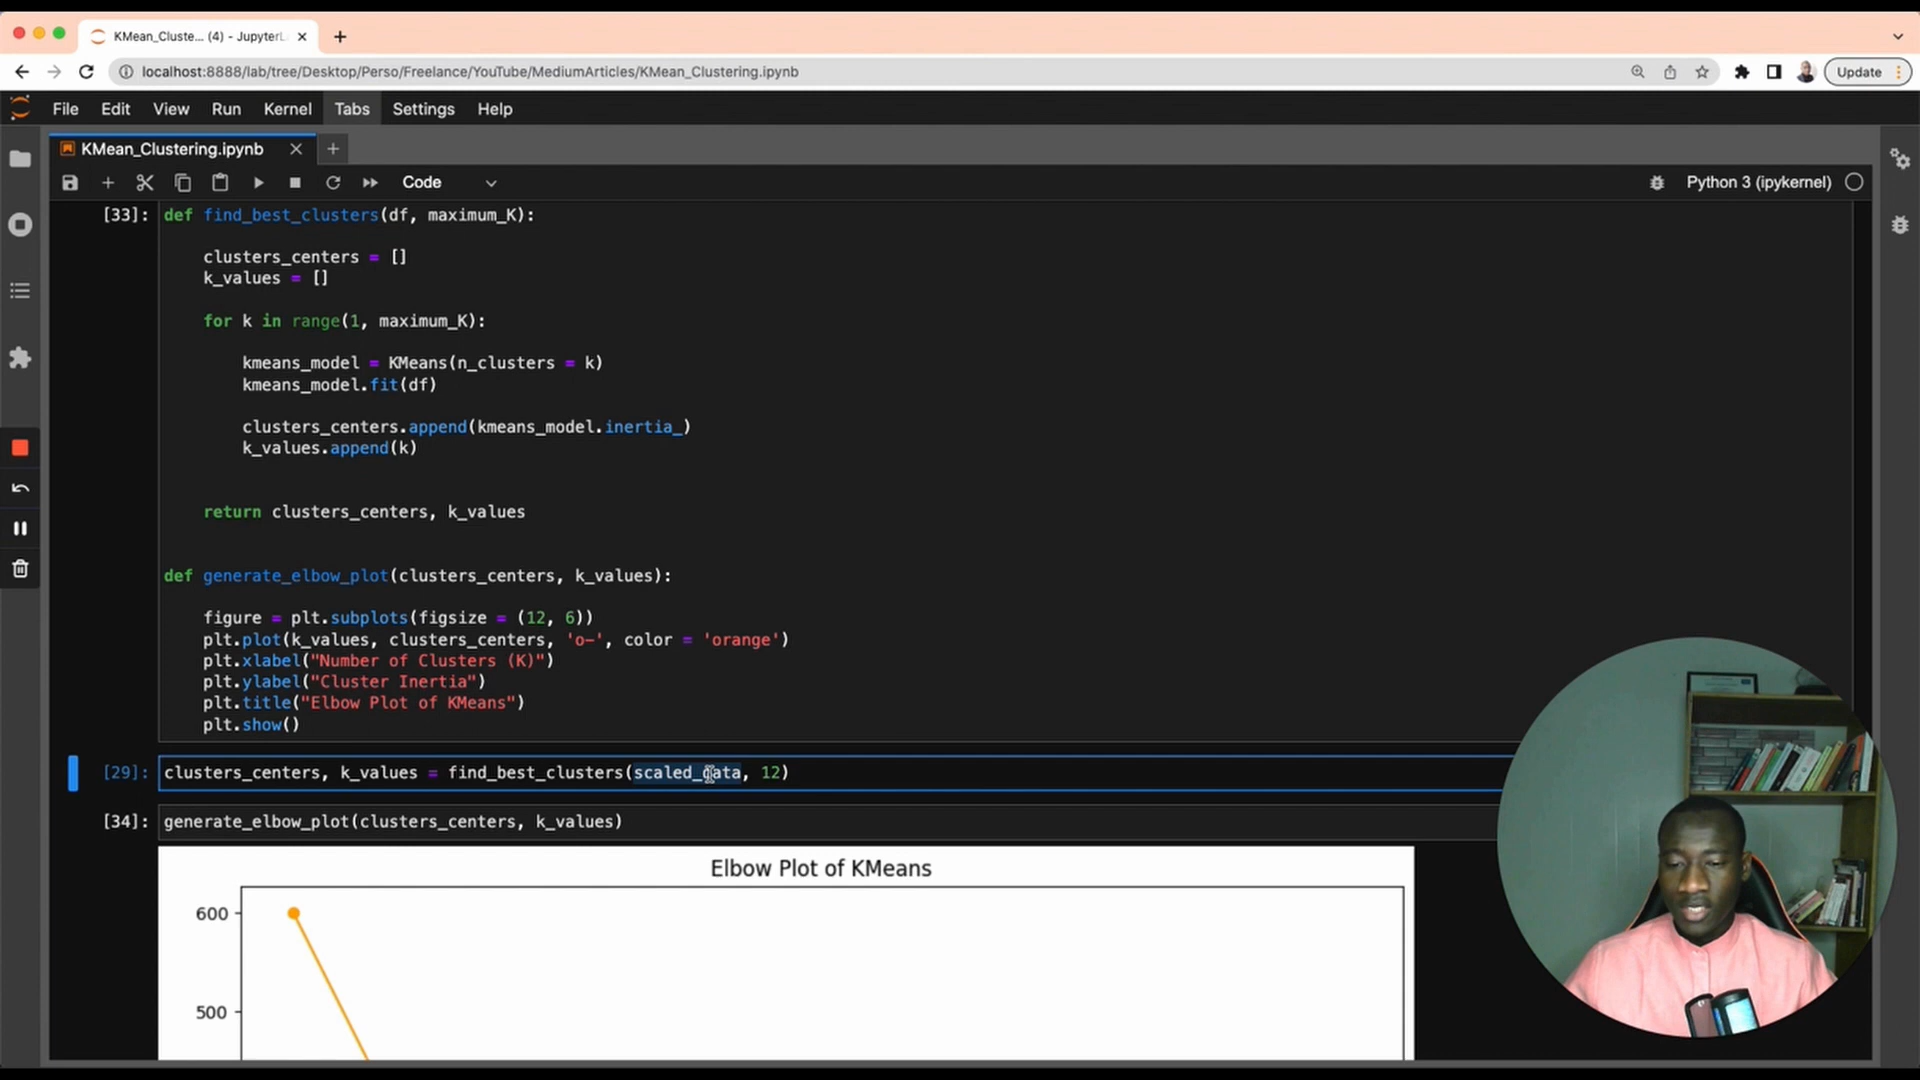 KMean_Cluste… (4) - JupyterL
localhost:8888/lab/tree/Desktop/Perso/Freelance/YouTube/MediumArticles/KMean_Clustering.ipynb
Update
File Edit View Run Kernel Tabs Settings Help
KMean_Clustering.ipynb
Code
Python 3 (ipykernel)
[33]: def find_best_clusters(df, maximum_K):
clusters_centers = []
k_values = []
for k in range(1, maximum_K):
kmeans_model = KMeans(n_clusters = k)
kmeans_model.fit(df)
clusters_centers.append(kmeans_model.inertia_)
k_values.append(k)
return clusters_centers, k_values
def generate_elbow_plot(clusters_centers, k_values):
figure = plt.subplots(figsize = (12, 6))
plt.plot(k_values, clusters_centers, 'o-', color = 'orange')
plt.xlabel("Number of Clusters (K)")
plt.ylabel("Cluster Inertia")
plt.title("Elbow Plot of KMeans")
plt.show()
[29]: clusters_centers, k_values = find_best_clusters(scaled_data, 12)
[34]: generate_elbow_plot(clusters_centers, k_values)
Elbow Plot of KMeans
600
500